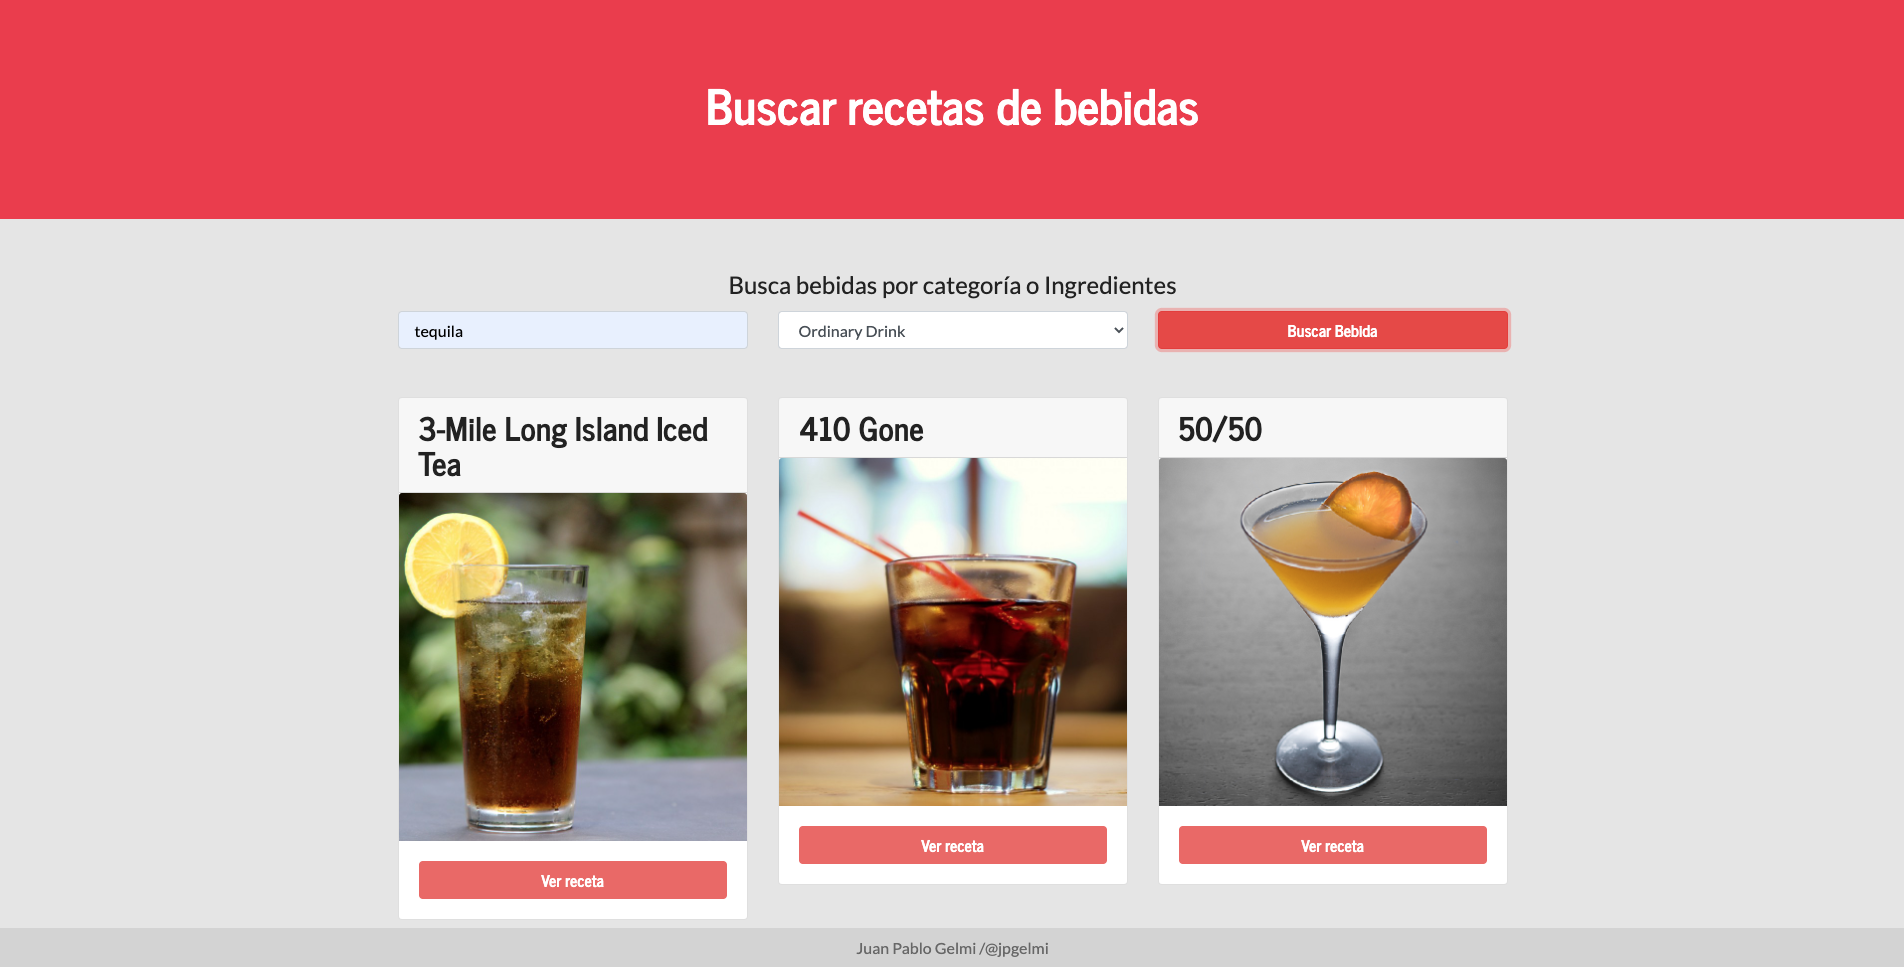 Buscar recetas de bebidas
Busca bebidas por categoría o Ingredientes
tequila
Ordinary Drink
Buscar Bebida
3-Mile Long Island Iced
Tea
410 Gone
50/50
Ver receta
Ver receta
Ver receta
Juan Pablo Gelmi /@jpgelmi